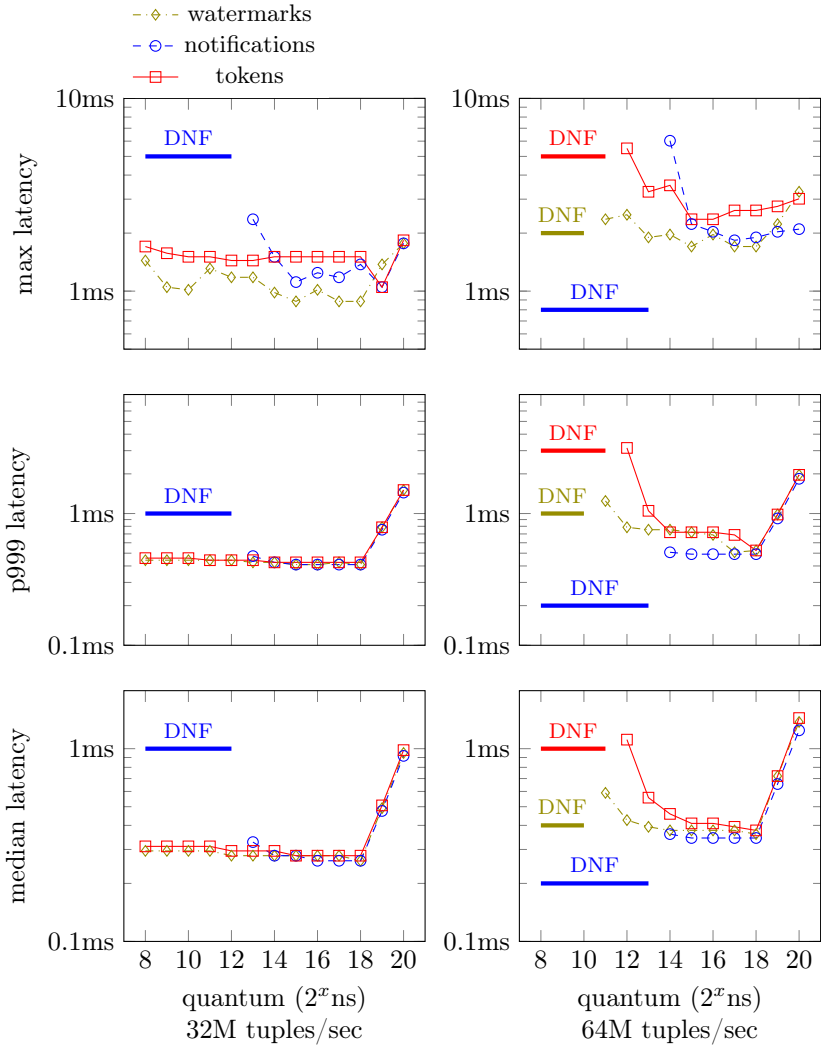 watermarks
notifications
tokens
10ms
1ms
max latency
DNF
10ms
1ms
DNF
DNF
DNF
1ms
0.1ms
p999 latency
DNF
1ms
0.1ms
DNF
DNF
DNF
1ms
0.1ms
median latency
DNF
8 10 12 14 16 18 20
quantum (2^x ns)
32M tuples/sec
1ms
0.1ms
DNF
DNF
DNF
8 10 12 14 16 18 20
quantum (2^x ns)
64M tuples/sec